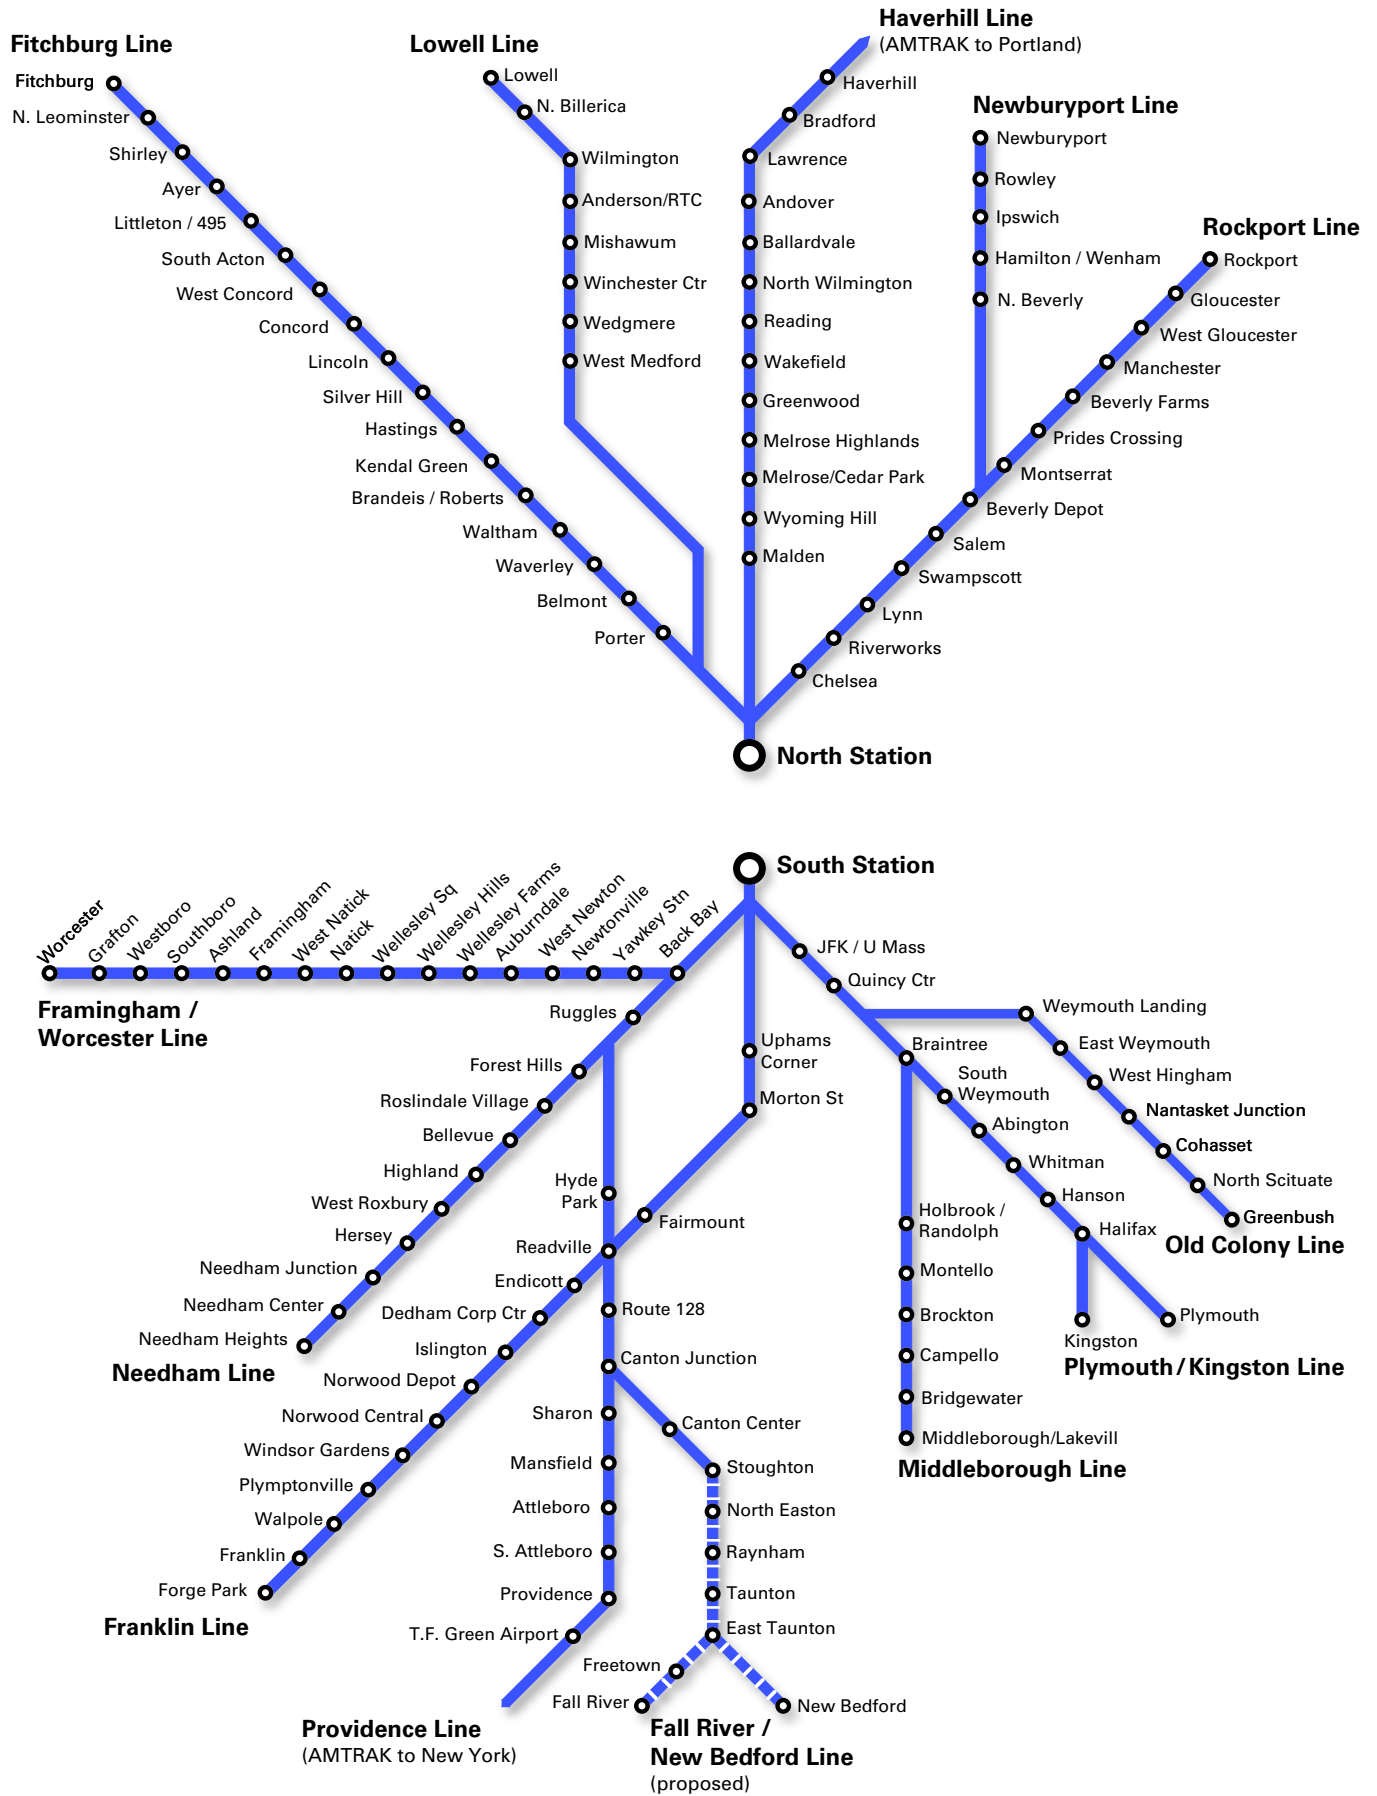 Fitchburg Line
Fitchburg
N. Leominster
Shirley
Ayer
Littleton / 495
South Acton
West Concord
Concord
Lincoln
Silver Hill
Hastings
Kendal Green
Brandeis / Roberts
Waltham
Waverley
Belmont
Porter
Lowell Line
Lowell
N. Billerica
Wilmington
Anderson/RTC
Mishawum
Winchester Ctr
Wedgmere
West Medford
Haverhill Line
(AMTRAK to Portland)
Haverhill
Bradford
Lawrence
Andover
Ballardvale
North Wilmington
Reading
Wakefield
Greenwood
Melrose Highlands
Melrose/Cedar Park
Wyoming Hill
Malden
Newburyport Line
Newburyport
Rowley
Ipswich
Hamilton / Wenham
N. Beverly
Rockport Line
Rockport
Gloucester
West Gloucester
Manchester
Beverly Farms
Prides Crossing
Montserrat
Beverly Depot
Salem
Swampscott
Lynn
Riverworks
Chelsea
North Station
South Station
Worcester
Grafton
Westboro
Southboro
Ashland
Framingham
West Natick
Natick
Wellesley Sq
Wellesley Hills
Wellesley Farms
Auburndale
West Newton
Newtonville
Yawkey Stn
Back Bay
Framingham /
Worcester Line
Ruggles
Forest Hills
Roslindale Village
Bellevue
Highland
West Roxbury
Hersey
Needham Junction
Needham Center
Needham Heights
Needham Line
Uphams
Corner
Morton St
Fairmount
Hyde
Park
Readville
Endicott
Dedham Corp Ctr
Islington
Norwood Depot
Norwood Central
Windsor Gardens
Plymptonville
Walpole
Franklin
Forge Park
Franklin Line
Route 128
Canton Junction
Sharon
Mansfield
Attleboro
S. Attleboro
Providence
T.F. Green Airport
Providence Line
(AMTRAK to New York)
Canton Center
Stoughton
North Easton
Raynham
Taunton
East Taunton
Freetown
Fall River
New Bedford
Fall River /
New Bedford Line
(proposed)
JFK / U Mass
Quincy Ctr
Weymouth Landing
East Weymouth
West Hingham
Nantasket Junction
Cohasset
North Scituate
Greenbush
Old Colony Line
Braintree
South
Weymouth
Abington
Whitman
Hanson
Halifax
Kingston
Plymouth
Plymouth / Kingston Line
Holbrook /
Randolph
Montello
Brockton
Campello
Bridgewater
Middleborough/Lakevill
Middleborough Line